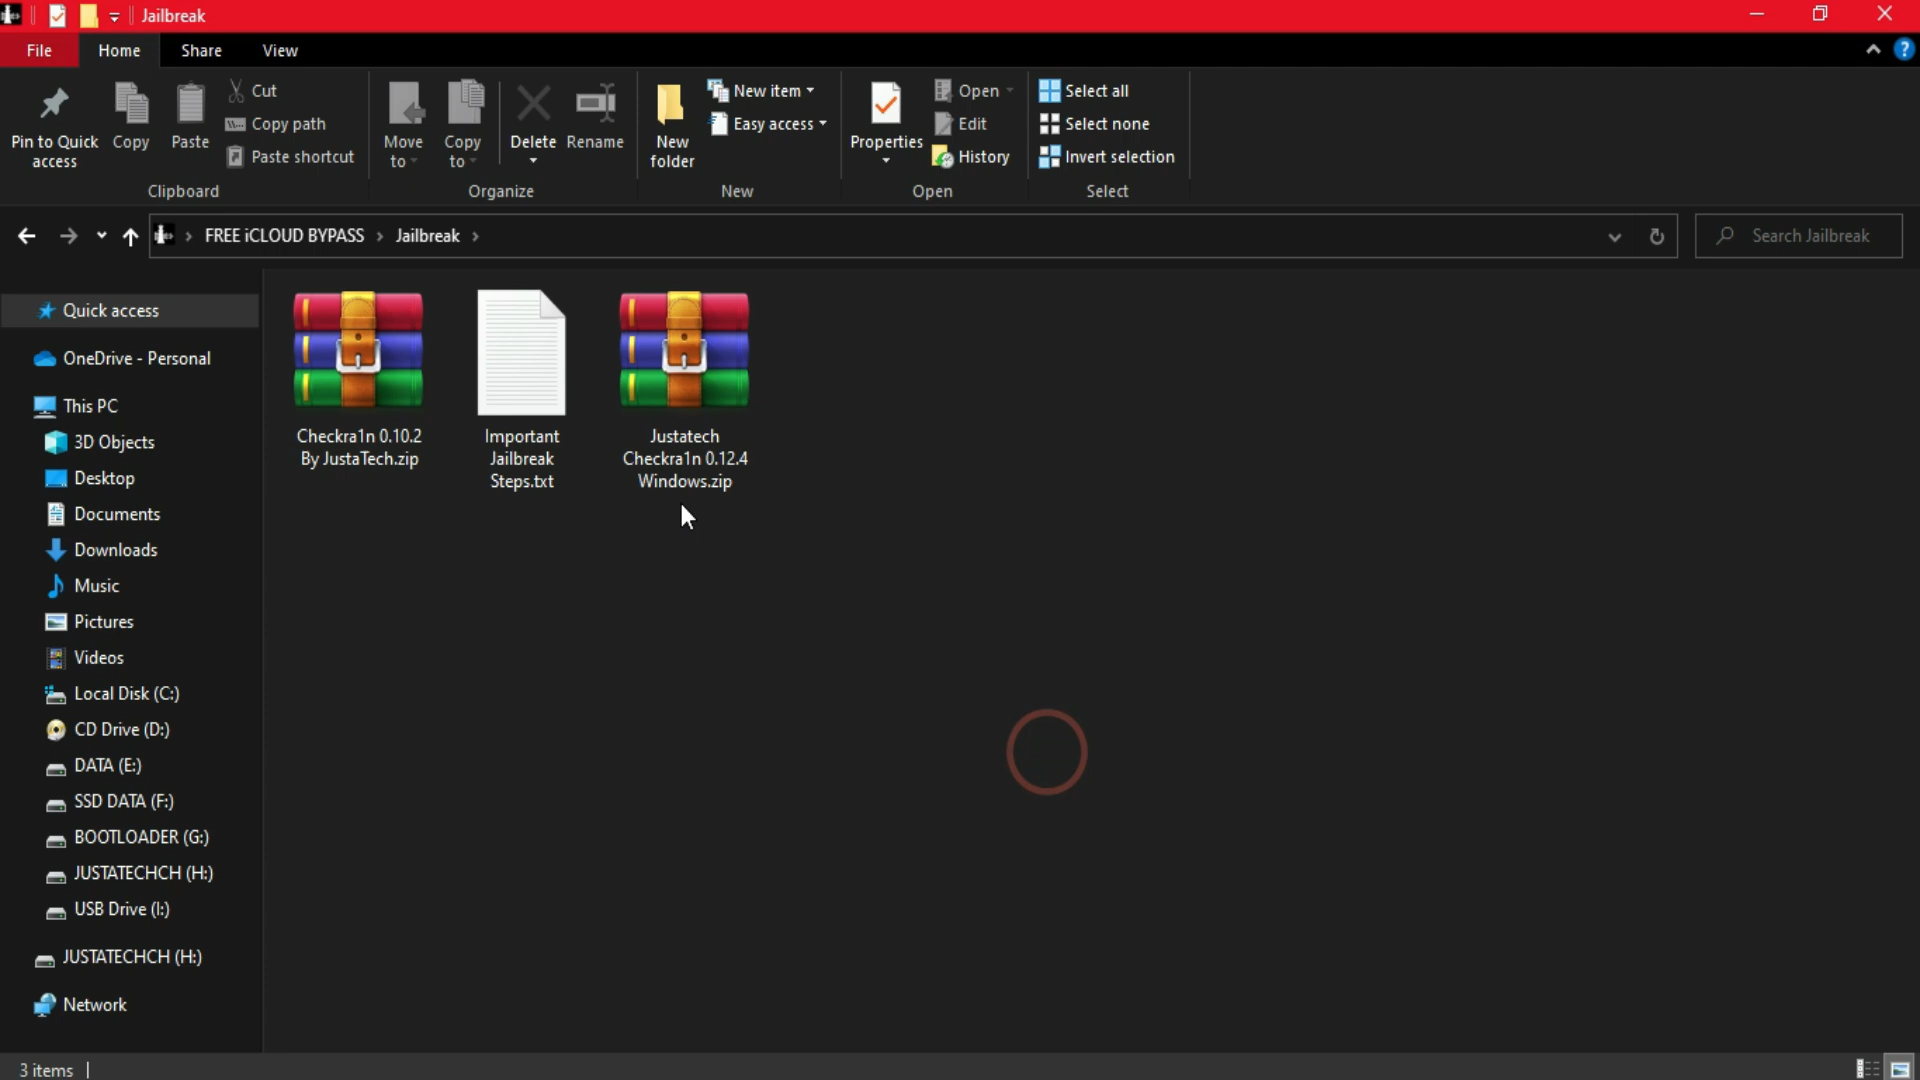 Jailbreak
File Home Share View
Pin to Quick
access
Copy
Paste
Cut
Copy path
Paste shortcut
Clipboard
Move
to
Copy
to
Delete
Rename
Organize
New
folder
New item
Easy access
New
Properties
Open
Edit
History
Open
Select all
Select none
Invert selection
Select
FREE iCLOUD BYPASS > Jailbreak >
Search Jailbreak
Quick access
OneDrive - Personal
This PC
3D Objects
Desktop
Documents
Downloads
Music
Pictures
Videos
Local Disk (C:)
CD Drive (D:)
DATA (E:)
SSD DATA (F:)
BOOTLOADER (G:)
JUSTATECHCH (H:)
USB Drive (I:)
JUSTATECHCH (H:)
Network
Checkra1n 0.10.2
By JustaTech.zip
Important
Jailbreak
Steps.txt
Justatech
Checkra1n 0.12.4
Windows.zip
3 items